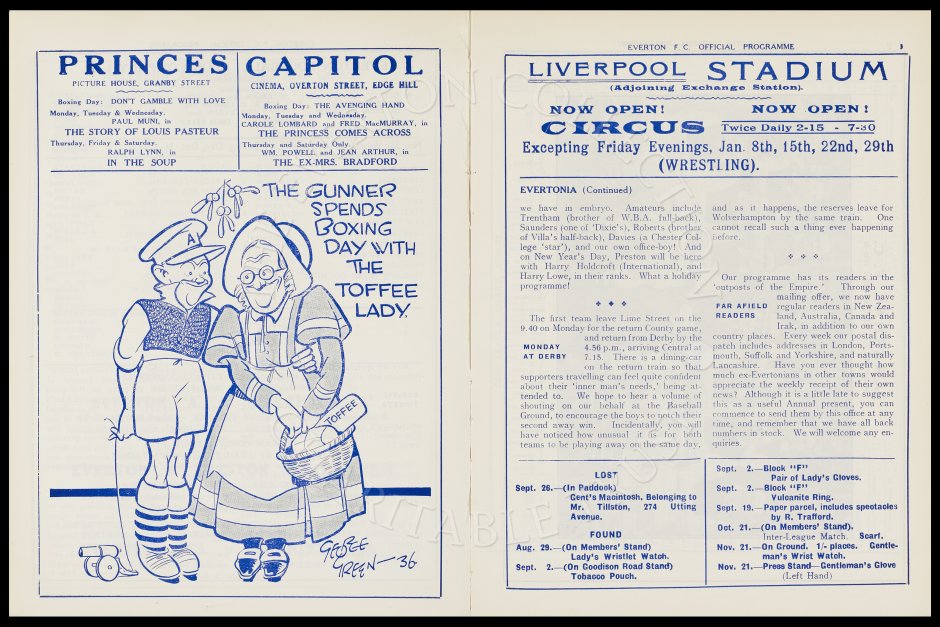 PRINCES
PICTURE HOUSE, GRANBY STREET
Boxing Day: DON'T GAMBLE WITH LOVE
Monday, Tuesday & Wednesday.
PAUL MUNI, in
THE STORY OF LOUIS PASTEUR
Thursday, Friday & Saturday.
RALPH LYNN, in
IN THE SOUP
CAPITOL
CINEMA, OVERTON STREET, EDGE HILL
Boxing Day: THE AVENGING HAND
Monday, Tuesday and Wednesday.
CAROLE LOMBARD and FRED MacMURRAY, in
THE PRINCESS COMES ACROSS
Thursday and Saturday Only.
WM. POWELL and JEAN ARTHUR, in
THE EX-MRS. BRADFORD
THE GUNNER
SPENDS
BOXING
DAY WITH
THE
TOFFEE
LADY.
A
TOFFEE
GEORGE
GREEN—36.
EVERTON F.C. OFFICIAL PROGRAMME 3
LIVERPOOL STADIUM
(Adjoining Exchange Station).
NOW OPEN! NOW OPEN!
CIRCUS Twice Daily 2-15 - 7-30
Excepting Friday Evenings, Jan. 8th, 15th, 22nd, 29th
(WRESTLING).
EVERTONIA (Continued)
we have in embryo. Amateurs include
Trentham (brother of W.B.A. full-back),
Saunders (one of 'Dixie's'), Roberts (brother
of Villa's half-back), Davies (a Chester Col-
lege 'star'), and our own office-boy! And
on New Year's Day, Preston will be here
with Harry Holdcroft (International), and
Harry Lowe, in their ranks. What a holiday
programme!
The first team leave Lime Street on the
9.40 on Monday for the return County game,
MONDAY
AT DERBY
and return from Derby by the
4.56 p.m., arriving Central at
7.15. There is a dining-car
on the return train so that
supporters travelling can feel quite confident
about their 'inner man's needs,' being at-
tended to. We hope to hear a volume of
shouting on our behalf at the Baseball
Ground, to encourage the boys to notch their
second away win. Incidentally, you will
have noticed how unusual it is for both
teams to be playing away on the same day,
and as it happens, the reserves leave for
Wolverhampton by the same train. One
cannot recall such a thing ever happening
before.
Our programme has its readers in the
'outposts of the Empire.' Through our
FAR AFIELD
READERS
mailing offer, we now have
regular readers in New Zea-
land, Australia, Canada and
Irak, in addition to our own
country places. Every week our postal dis-
patch includes addresses in London, Ports-
mouth, Suffolk and Yorkshire, and naturally
Lancashire. Have you ever thought how
much ex-Evertonians in other towns would
appreciate the weekly receipt of their own
news? Although it is a little late to suggest
this as a useful Annual present, you can
commence to send them by this office at any
time, and remember that we have all back
numbers in stock. We will welcome any en-
quiries.
LOST
Sept. 26.—(In Paddock)
Gent's Macintosh. Belonging to
Mr. Tillston, 274 Utting
Avenue.
FOUND
Aug. 29.—(On Members' Stand)
Lady's Wristlet Watch.
Sept. 2.—(On Goodison Road Stand)
Tobacco Pouch.
Sept. 2.—Block "F"
Pair of Lady's Gloves.
Sept. 2.—Block "F"
Vulcanite Ring.
Sept. 19.—Paper parcel, includes spectacles
by R. Trafford.
Oct. 21.—(On Members' Stand).
Inter-League Match. Scarf.
Nov. 21.—On Ground. 1/- places. Gentle-
man's Wrist Watch.
Nov. 21.—Press Stand—Gentleman's Glove
(Left Hand)